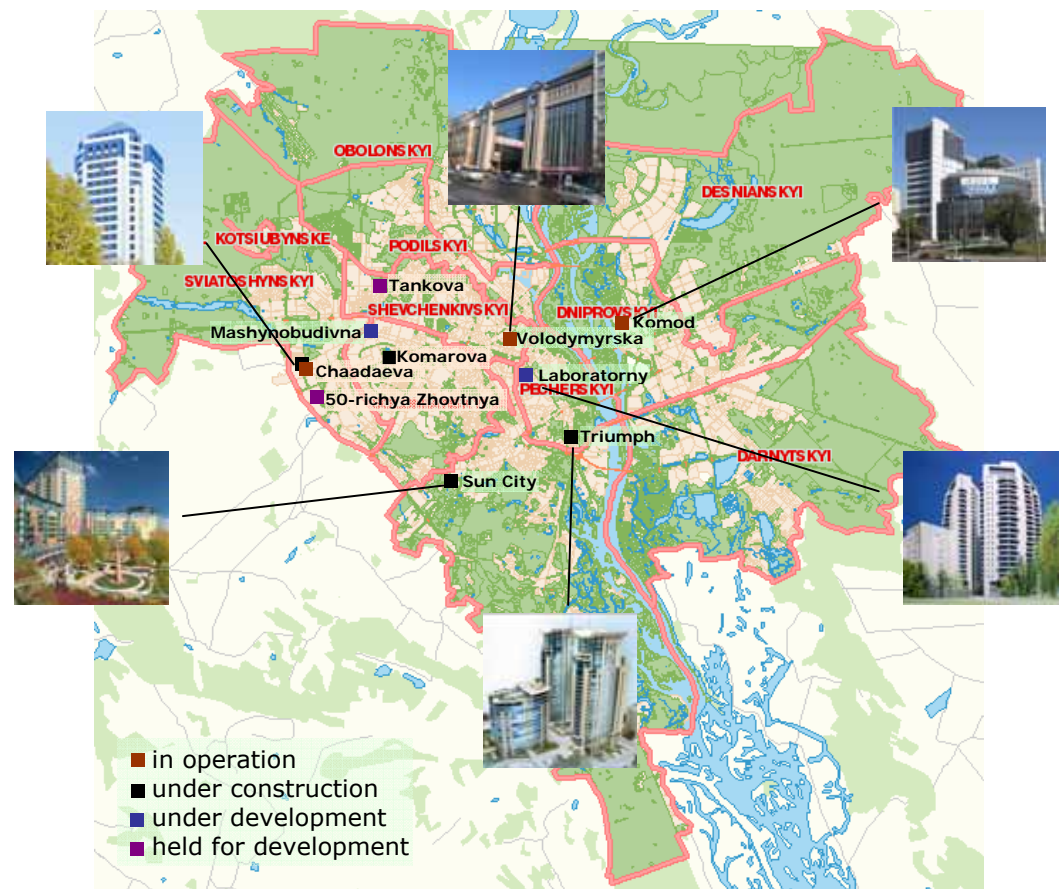 OBOLONSKYI
DESNIANSKYI
KOTSIUBYNSKE
PODILSKYI
SVIATOSHYNSKYI
Tankova
SHEVCHENKIVSKYI
DNIPROVSK
Komod
Mashynobudivna
Volodymyrska
Komarova
Chaadaeva
Laboratorny
PECHERSKYI
50-richya Zhovtnya
Triumph
DARNYTSKYI
Sun City
in operation
under construction
under development
held for development